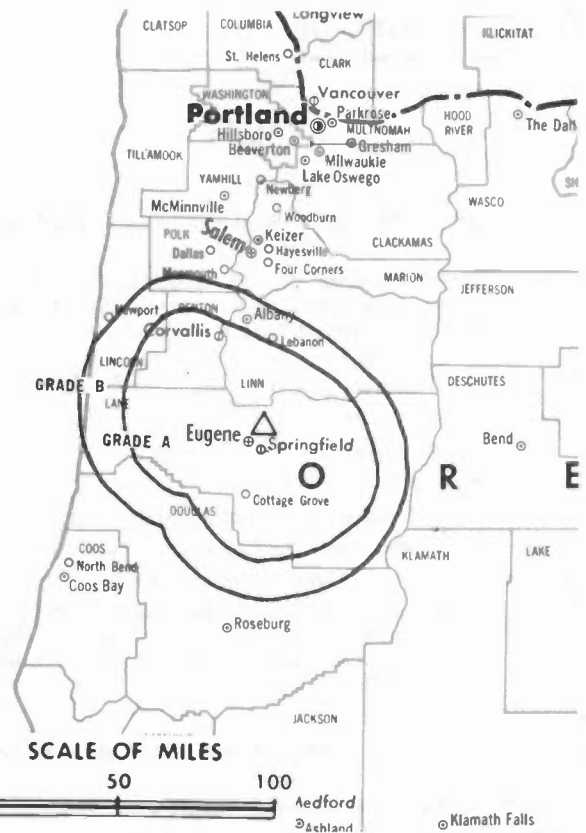 Longview
CLATSOP
COLUMBIA
KLICKITAT
St. Helens
CLARK
WASHINGTON
Vancouver
Portland
Parkrose
HOOD RIVER
The Dal
Hillsboro
MULTNOMAH
Beaverton
Gresham
TILLAMOOK
Milwaukie
Lake Oswego
YAMHILL
Newberg
SH
WASCO
McMinnville
Woodburn
POLK
Salem
Keizer
Dallas
Hayesville
CLACKAMAS
Monmouth
Four Corners
MARION
JEFFERSON
Newport
BENTON
Albany
Corvallis
Lebanon
LINCOLN
GRADE B
LINN
DESCHUTES
LANE
GRADE A
Eugene
Springfield
Bend
O R E
Cottage Grove
DOUGLAS
COOS
North Bend
KLAMATH
LAKE
Coos Bay
Roseburg
JACKSON
SCALE OF MILES
50 100
Medford
Ashland
Klamath Falls